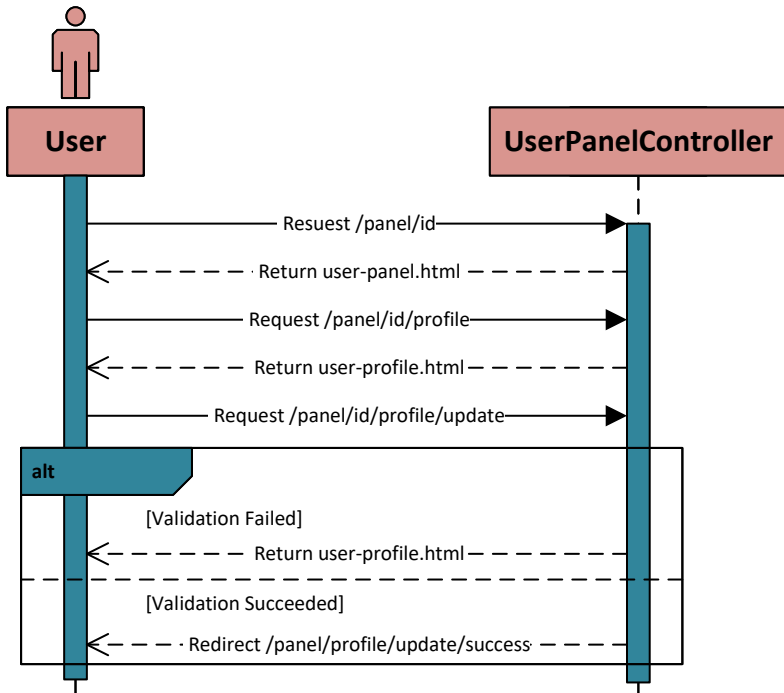 User
UserPanelController
Resuest /panel/id
Return user-panel.html
Request /panel/id/profile
Return user-profile.html
Request /panel/id/profile/update
alt
[Validation Failed]
Return user-profile.html
[Validation Succeeded]
Redirect /panel/profile/update/success